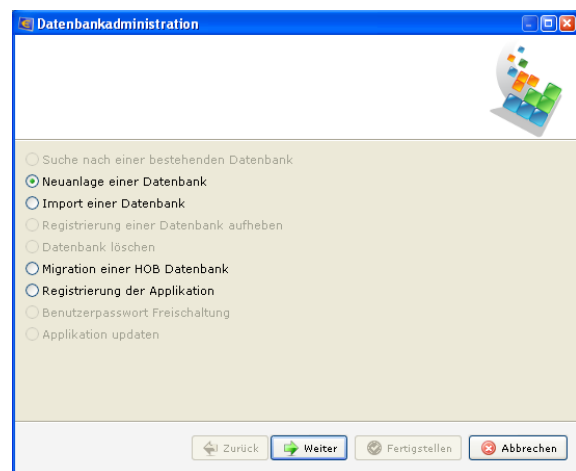 Datenbankadministration
Suche nach einer bestehenden Datenbank
Neuanlage einer Datenbank
Import einer Datenbank
Registrierung einer Datenbank aufheben
Datenbank löschen
Migration einer HOB Datenbank
Registrierung der Applikation
Benutzerpasswort Freischaltung
Applikation updaten
Zurück Weiter Fertigstellen Abbrechen